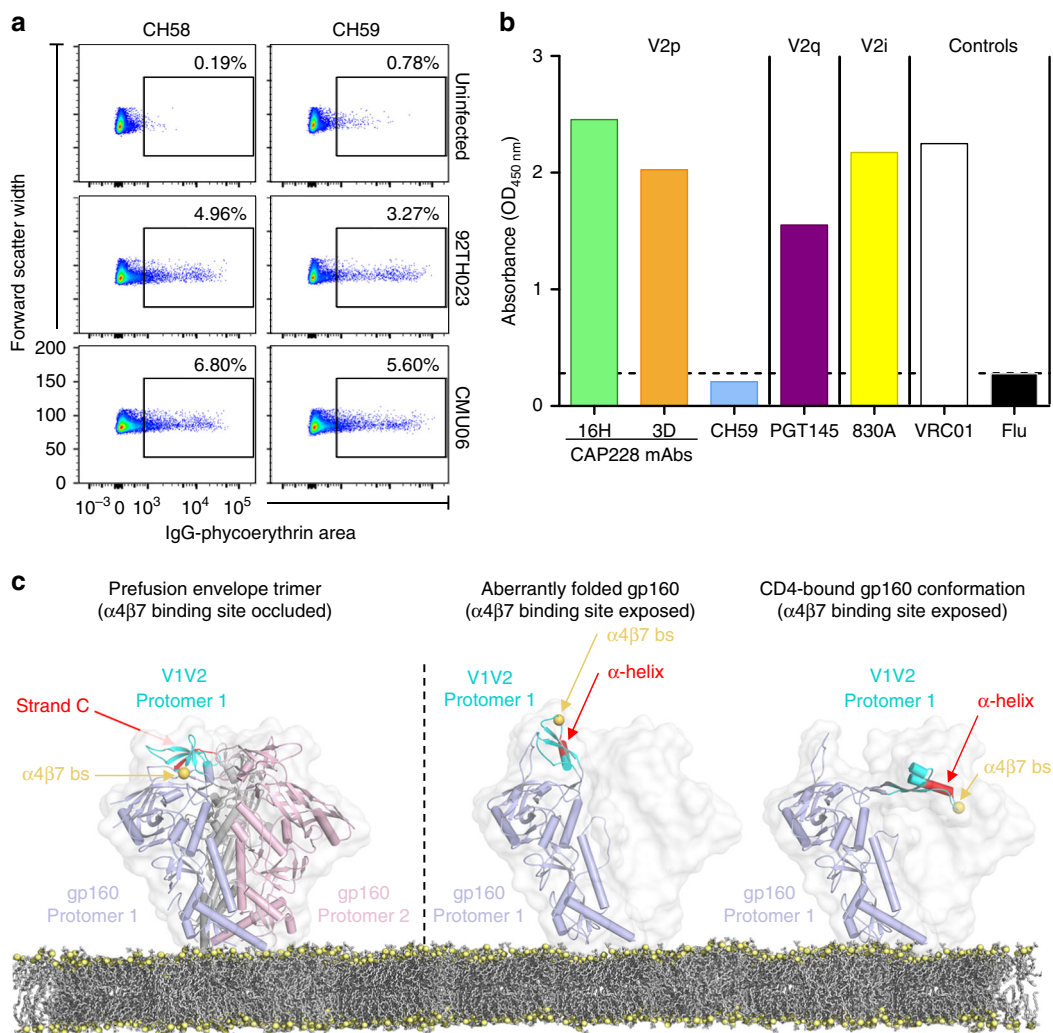 a
CH58
CH59
0.19%
0.78%
Uninfected
4.96%
3.27%
92TH023
6.80%
5.60%
CMU06
Forward scatter width
200
150
100
50
0
10⁻³ 0 10³ 10⁴ 10⁵
IgG-phycoerythrin area
b
V2p
V2q
V2i
Controls
3
2
1
0
Absorbance (OD450 nm)
16H
3D
CH59
PGT145
830A
VRC01
Flu
CAP228 mAbs
c
Prefusion envelope trimer
(α4β7 binding site occluded)
V1V2
Protomer 1
Strand C
α4β7 bs
gp160
Protomer 1
gp160
Protomer 2
Aberrantly folded gp160
(α4β7 binding site exposed)
α4β7 bs
V1V2
Protomer 1
α-helix
gp160
Protomer 1
CD4-bound gp160 conformation
(α4β7 binding site exposed)
V1V2
Protomer 1
α-helix
α4β7 bs
gp160
Protomer 1